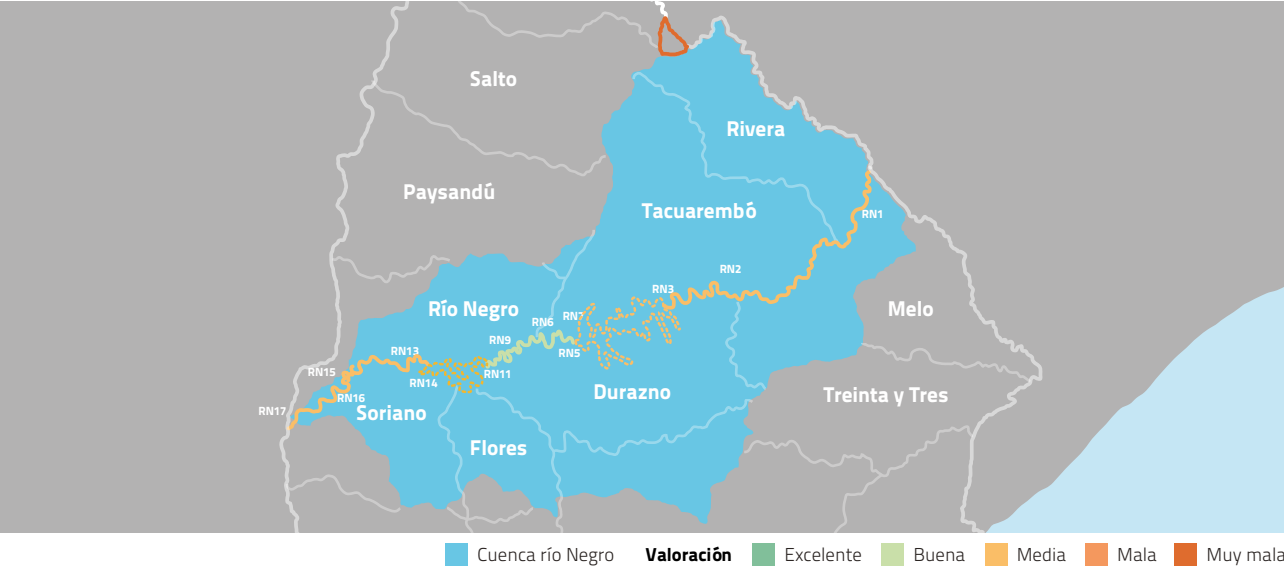 Salto
Rivera
Paysandú
Tacuarembó
RN1
RN2
RN3
Río Negro
Melo
RN7
RN6
RN9
RN5
RN13
RN15
RN11
RN14
Durazno
Treinta y Tres
RN16
RN17
Soriano
Flores
Cuenca río Negro Valoración Excelente Buena Media Mala Muy mala